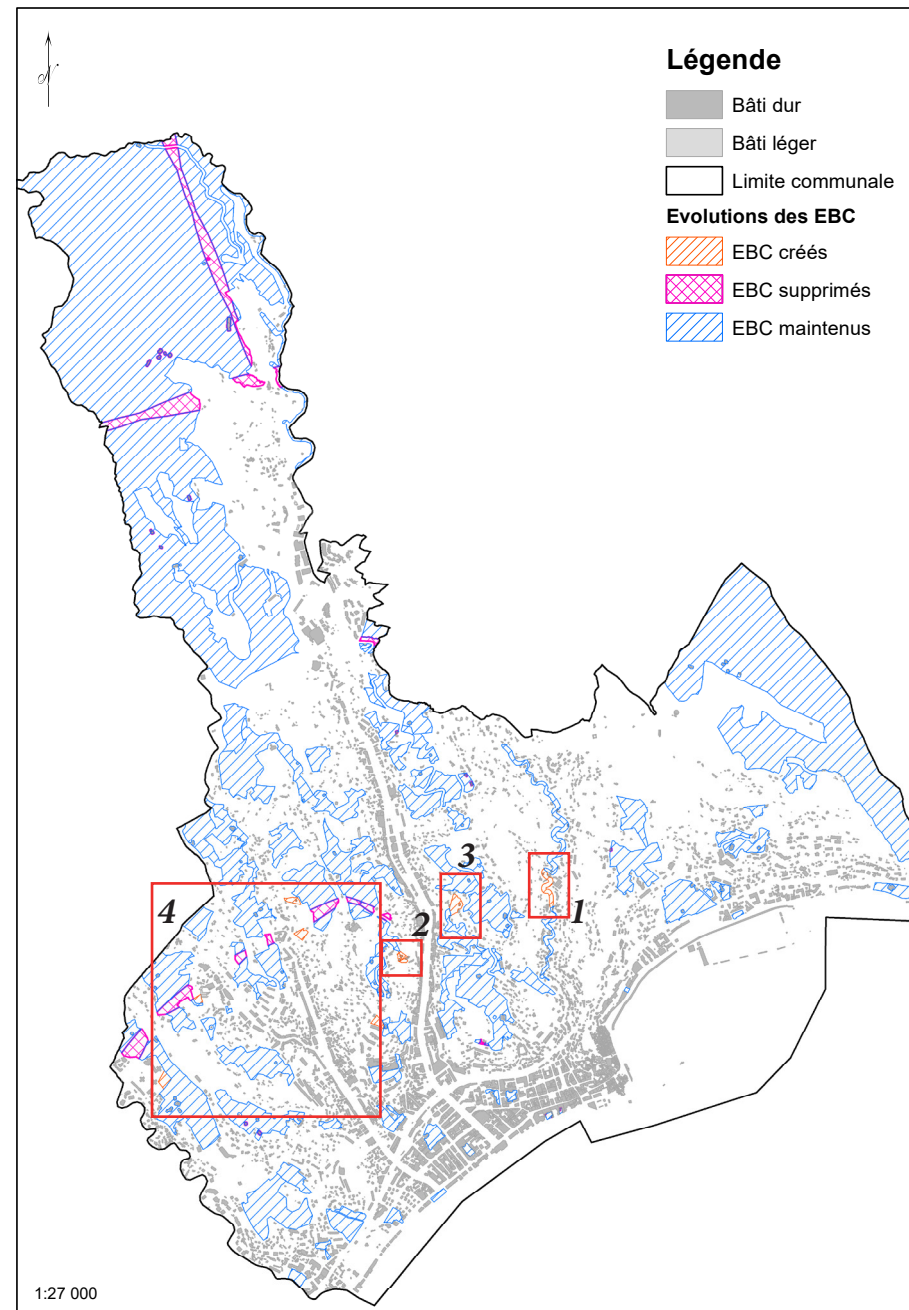 N
Légende
Bâti dur
Bâti léger
Limite communale
Evolutions des EBC
EBC créés
EBC supprimés
EBC maintenus
3
4
1
2
1:27 000